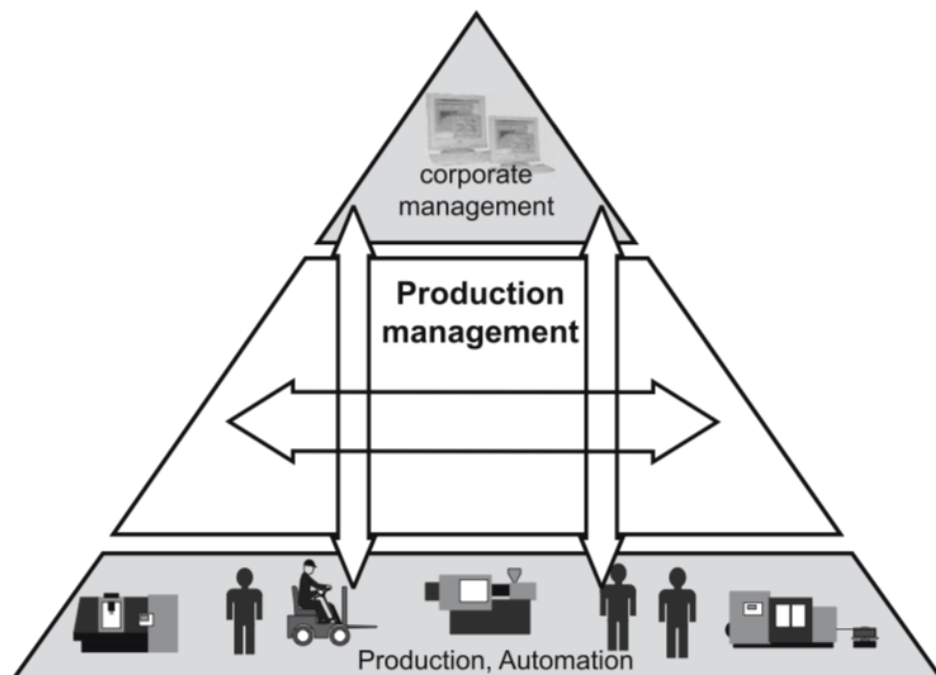 corporate
management
Production
management
Production, Automation